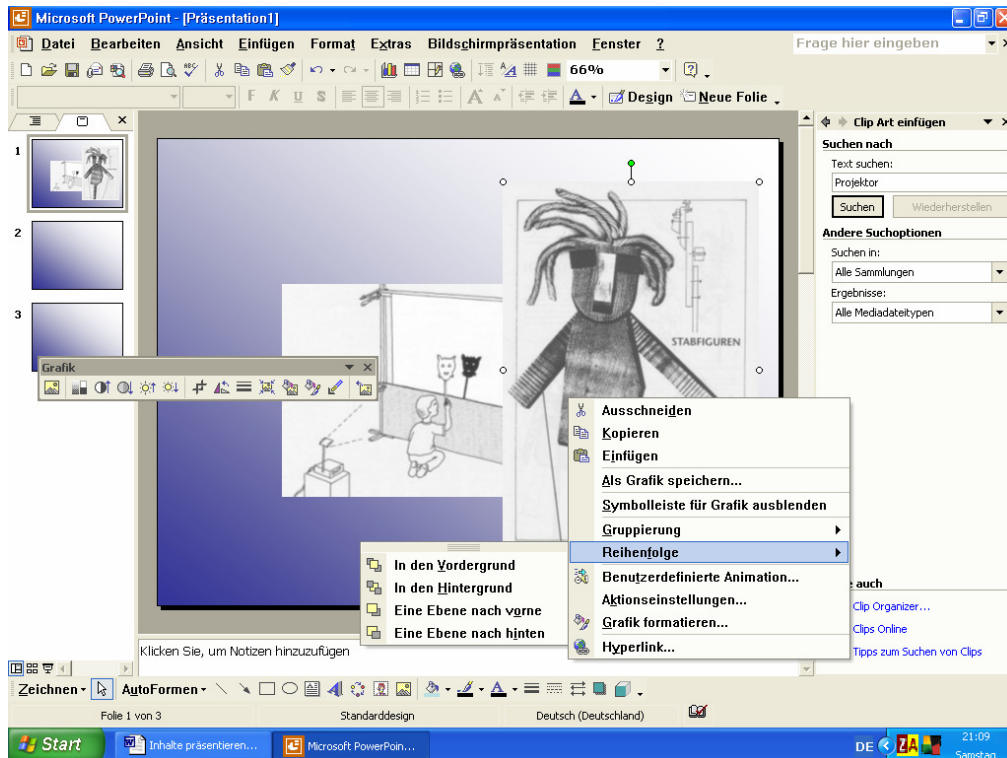 Microsoft PowerPoint - [Präsentation1]
Datei Bearbeiten Ansicht Einfügen Format Extras Bildschirmpräsentation Fenster ? Frage hier eingeben
66%
F K U S Design Neue Folie
Clip Art einfügen
Suchen nach
Text suchen:
Projektor
Suchen Wiederherstellen
Andere Suchoptionen
Suchen in:
Alle Sammlungen
Ergebnisse:
Alle Mediadateitypen
1
2
3
STABFIGUREN
Grafik
Ausschneiden
Kopieren
Einfügen
Als Grafik speichern...
Symbolleiste für Grafik ausblenden
Gruppierung
Reihenfolge
Benutzerdefinierte Animation...
Aktionseinstellungen...
Grafik formatieren...
Hyperlink...
In den Vordergrund
In den Hintergrund
Eine Ebene nach vorne
Eine Ebene nach hinten
e auch
Clip Organizer...
Clips Online
Tipps zum Suchen von Clips
Klicken Sie, um Notizen hinzuzufügen
Zeichnen AutoFormen
Folie 1 von 3 Standarddesign Deutsch (Deutschland)
Start Inhalte präsentieren... Microsoft PowerPoin... DE ZA 21:09
Samstag